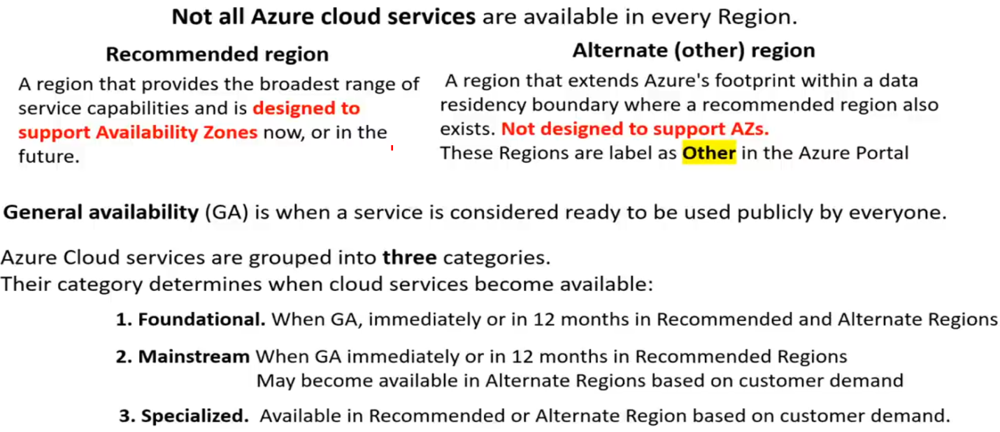 Not all Azure cloud services are available in every Region.
Recommended region
A region that provides the broadest range of
service capabilities and is designed to
support Availability Zones now, or in the
future.
Alternate (other) region
A region that extends Azure's footprint within a data
residency boundary where a recommended region also
exists. Not designed to support AZs.
These Regions are label as Other in the Azure Portal
General availability (GA) is when a service is considered ready to be used publicly by everyone.
Azure Cloud services are grouped into three categories.
Their category determines when cloud services become available:
1. Foundational. When GA, immediately or in 12 months in Recommended and Alternate Regions
2. Mainstream When GA immediately or in 12 months in Recommended Regions
May become available in Alternate Regions based on customer demand
3. Specialized. Available in Recommended or Alternate Region based on customer demand.